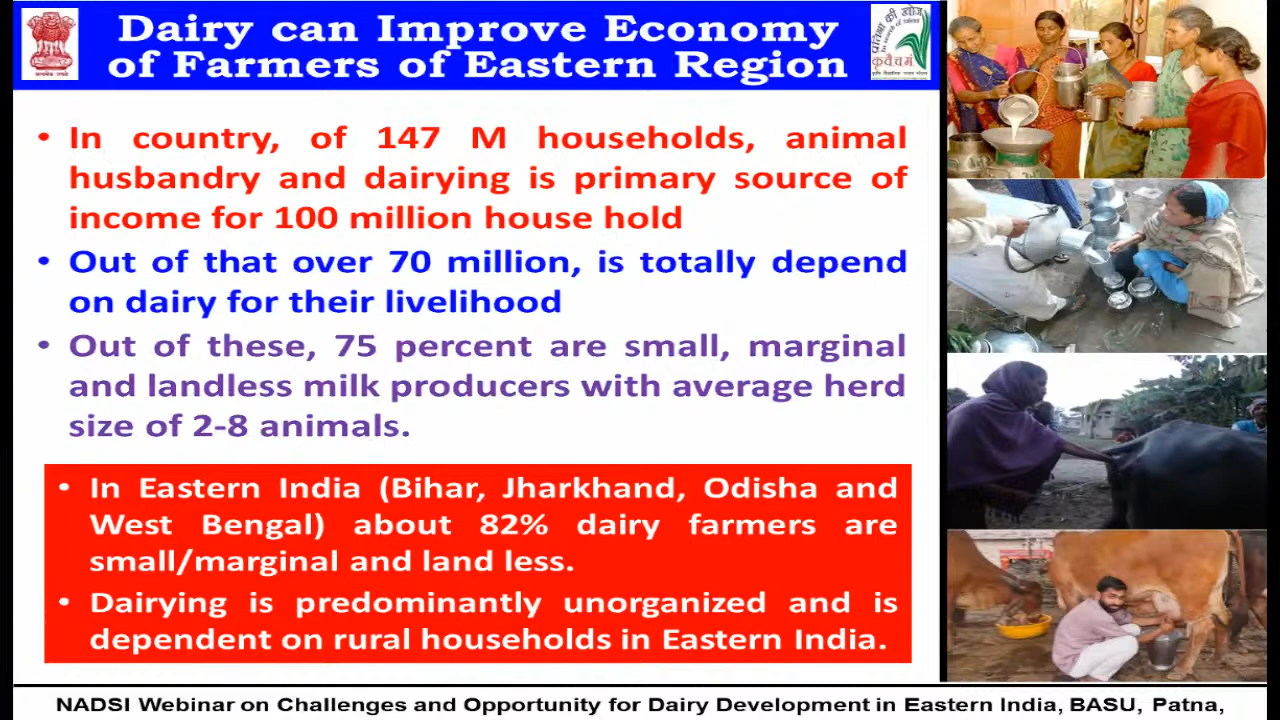 Dairy can Improve Economy
of Farmers of Eastern Region
• In country, of 147 M households, animal
husbandry and dairying is primary source of
income for 100 million house hold
• Out of that over 70 million, is totally depend
on dairy for their livelihood
• Out of these, 75 percent are small, marginal
and landless milk producers with average herd
size of 2-8 animals.
• In Eastern India (Bihar, Jharkhand, Odisha and
West Bengal) about 82% dairy farmers are
small/marginal and land less.
• Dairying is predominantly unorganized and is
dependent on rural households in Eastern India.
NADSI Webinar on Challenges and Opportunity for Dairy Development in Eastern India, BASU, Patna,